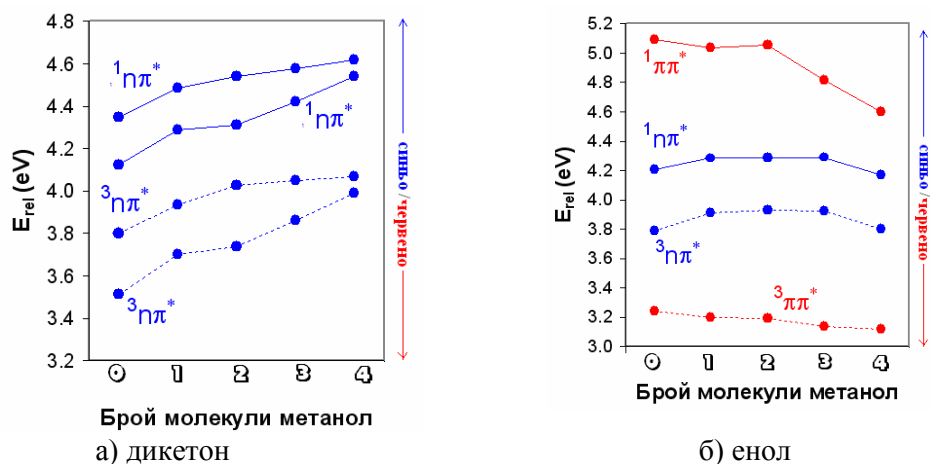 4.8
4.6
4.4
4.2
4.0
3.8
3.6
3.4
3.2
E rel (eV)
¹nπ*
¹nπ*
³nπ*
³nπ*
0 1 2 3 4
Брой молекули метанол
синьо/червено
а) дикетон
5.2
5.0
4.8
4.6
4.4
4.2
4.0
3.8
3.6
3.4
3.2
3.0
E rel (eV)
¹ππ*
¹nπ*
³nπ*
³ππ*
0 1 2 3 4
Брой молекули метанол
синьо/червено
б) енол